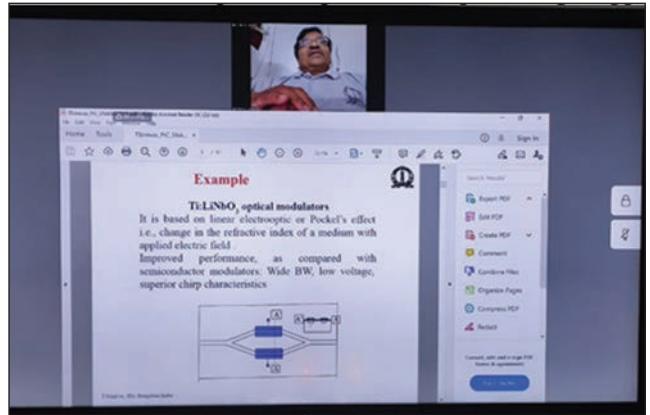 Home Tools
Sign In
Example
Ti:LiNbO3 optical modulators
It is based on linear electrooptic or Pockel's effect
i.e., change in the refractive index of a medium with
applied electric field
Improved performance, as compared with
semiconductor modulators: Wide BW, low voltage,
superior chirp characteristics
A
A
A
A
Export PDF
Edit PDF
Create PDF
Comment
Combine Files
Organize Pages
Compress PDF
Redact